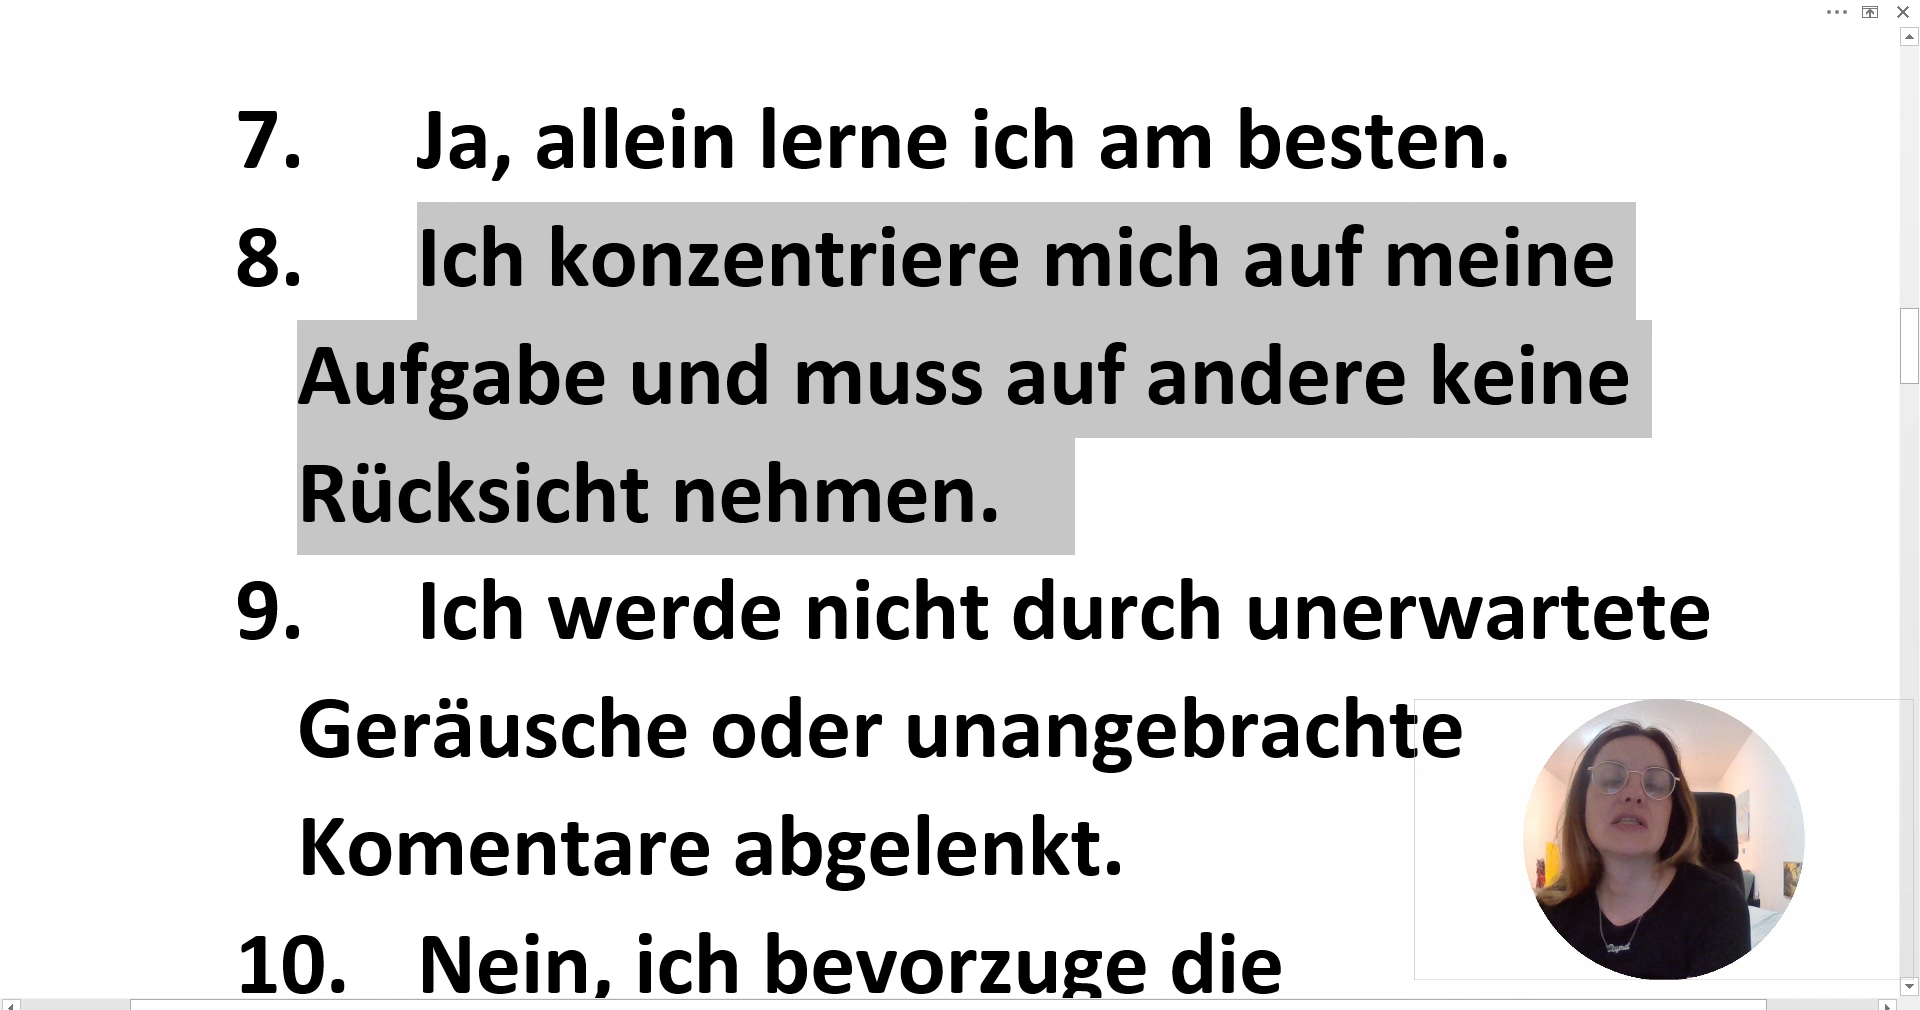 7. Ja, allein lerne ich am besten.
8. Ich konzentriere mich auf meine
Aufgabe und muss auf andere keine
Rücksicht nehmen.
9. Ich werde nicht durch unerwartete
Geräusche oder unangebrachte
Komentare abgelenkt.
10. Nein, ich bevorzuge die